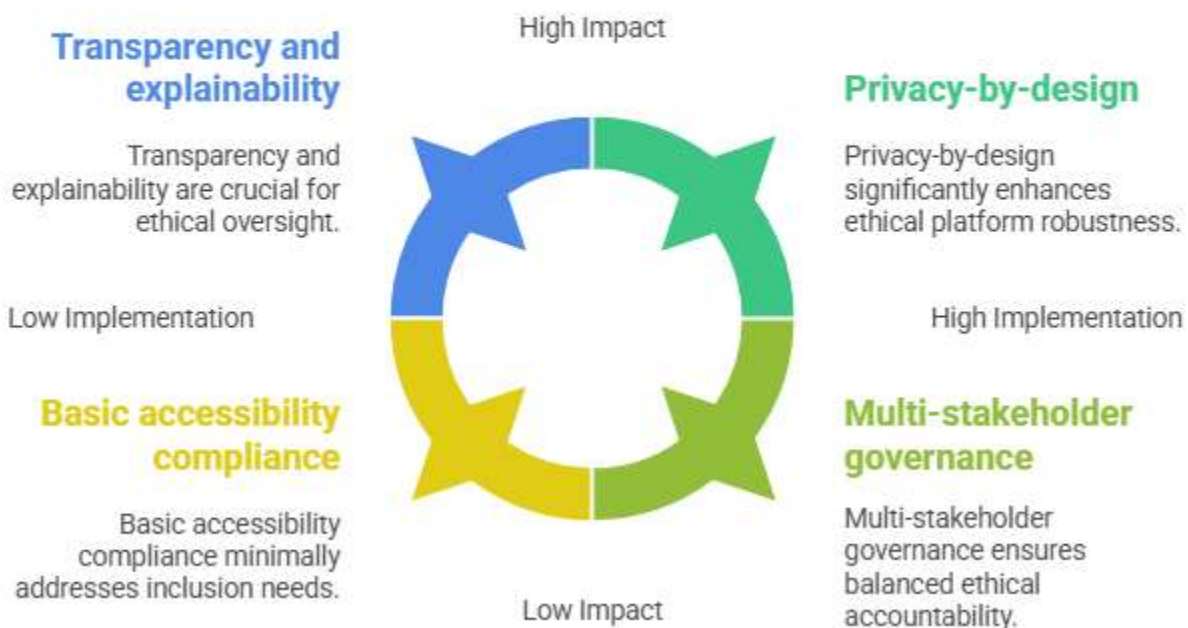 High Impact
Transparency and
explainability
Transparency and
explainability are crucial for
ethical oversight.
Privacy-by-design
Privacy-by-design
significantly enhances
ethical platform robustness.
Low Implementation
High Implementation
Basic accessibility
compliance
Basic accessibility
compliance minimally
addresses inclusion needs.
Multi-stakeholder
governance
Multi-stakeholder
governance ensures
balanced ethical
accountability.
Low Impact